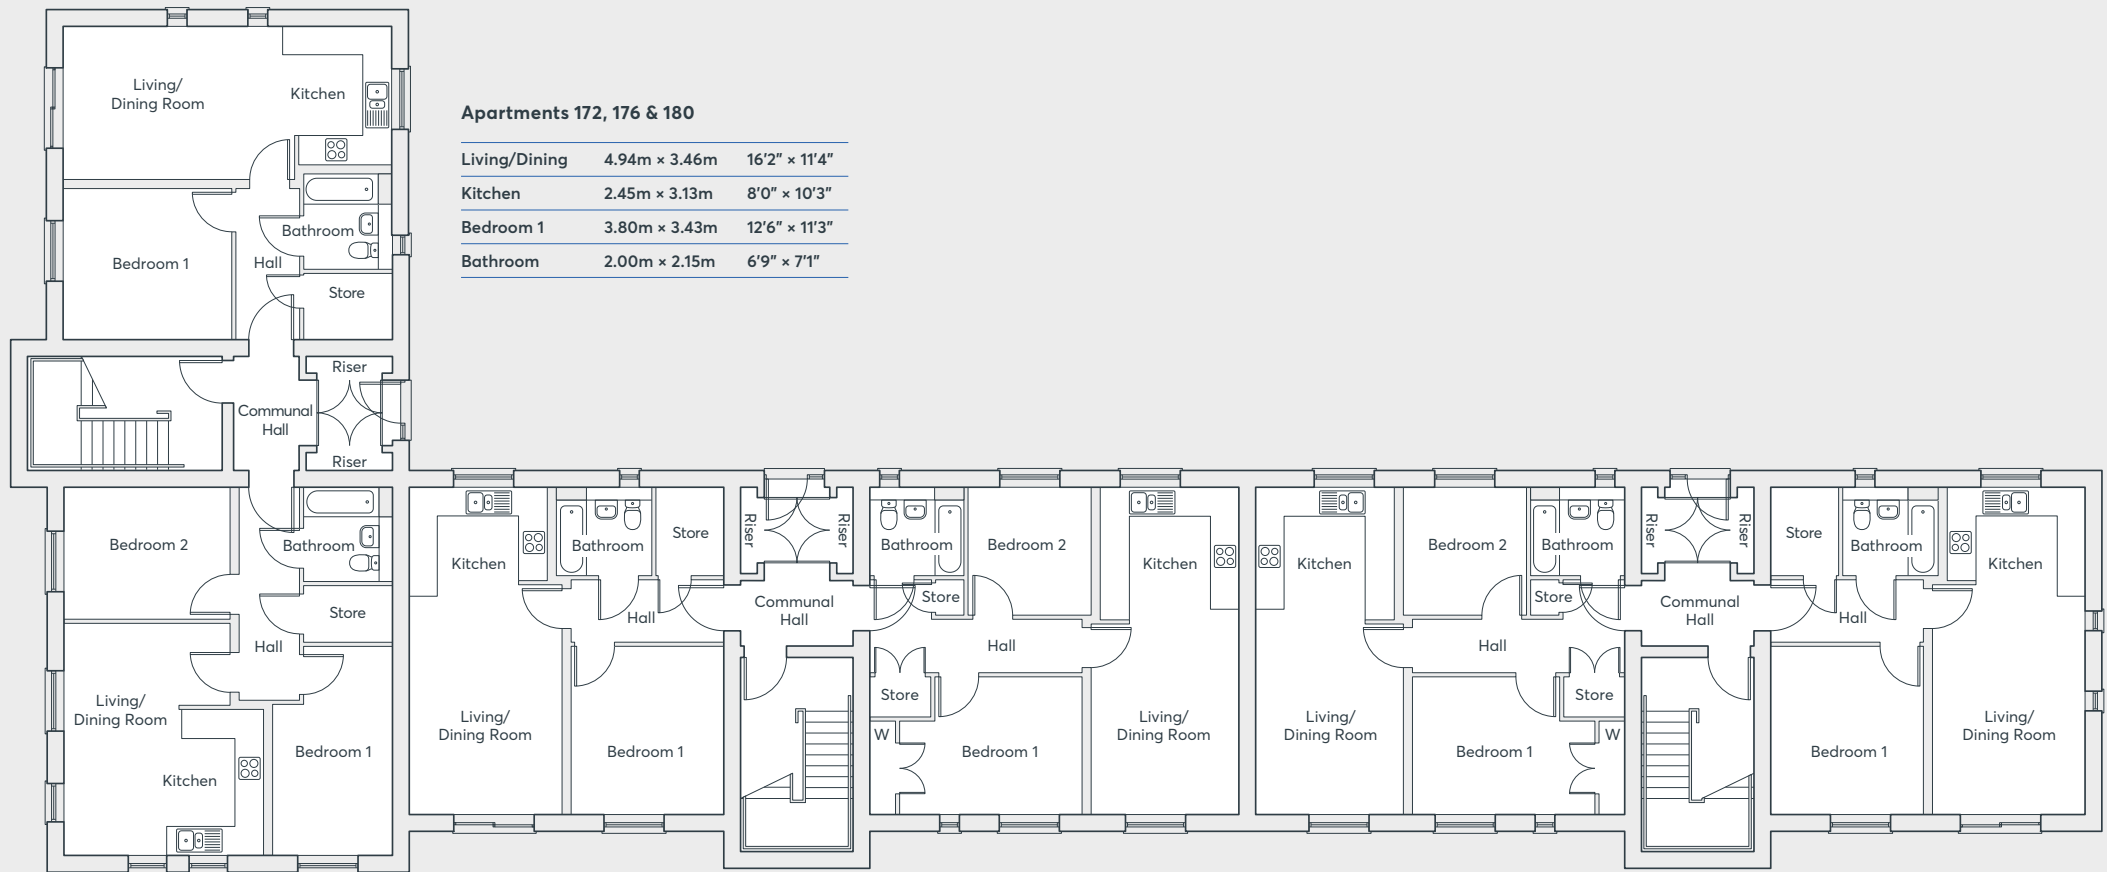 Living/
Dining Room
Kitchen
Bathroom
Bedroom 1
Hall
Store
Apartments 172, 176 & 180
Living/Dining 4.94m × 3.46m 16’2” × 11’4”
Kitchen 2.45m × 3.13m 8’0” × 10’3”
Bedroom 1 3.80m × 3.43m 12’6” × 11’3”
Bathroom 2.00m × 2.15m 6’9” × 7’1”
Riser
Communal
Hall
Riser
Bedroom 2
Bathroom
Store
Hall
Living/
Dining Room
Bedroom 1
Kitchen
Kitchen
Bathroom
Store
Hall
Living/
Dining Room
Bedroom 1
Riser
Riser
Communal
Hall
Bathroom
Bedroom 2
Kitchen
Store
Hall
Store
W
Bedroom 1
Living/
Dining Room
Kitchen
Bedroom 2
Bathroom
Store
Hall
Store
Living/
Dining Room
Bedroom 1
W
Riser
Riser
Communal
Hall
Store
Bathroom
Kitchen
Hall
Bedroom 1
Living/
Dining Room